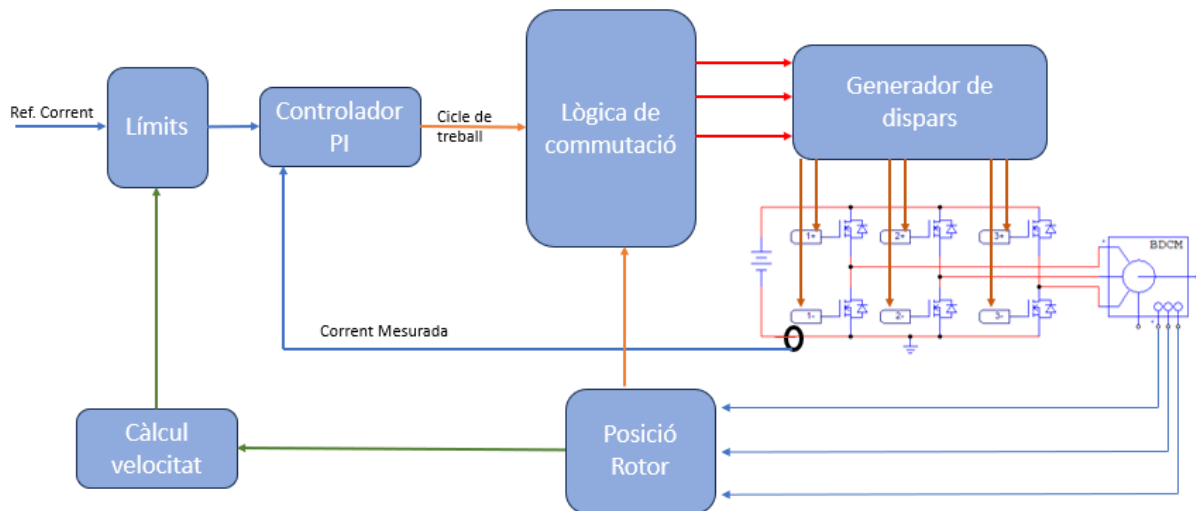 Ref. Corrent
Límits
Controlador
PI
Cicle de
treball
Lògica de
commutació
Generador de
dispars
1+
2+
3+
BDCM
1-
2-
3-
Corrent Mesurada
Càlcul
velocitat
Posició
Rotor